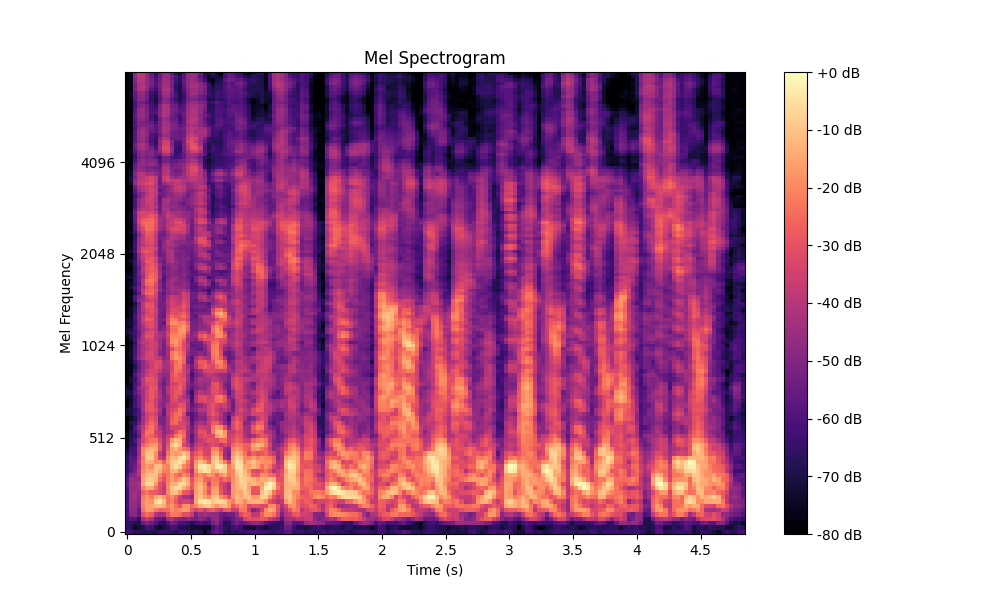 Mel Spectrogram
+0 dB
-10 dB
-20 dB
-30 dB
-40 dB
-50 dB
-60 dB
-70 dB
-80 dB
Mel Frequency
4096
2048
1024
512
0
0 0.5 1 1.5 2 2.5 3 3.5 4 4.5
Time (s)